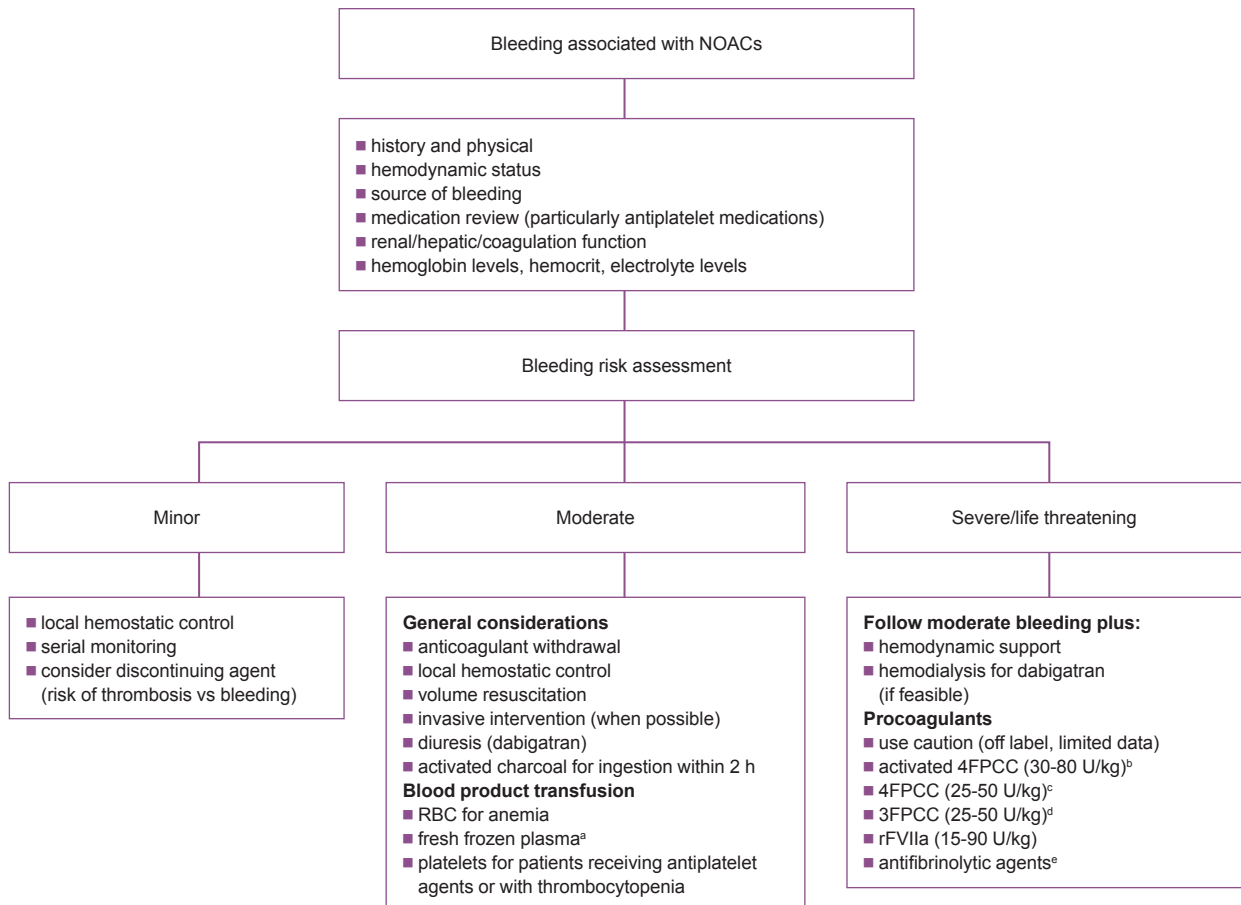 Bleeding associated with NOACs
■ history and physical
■ hemodynamic status
■ source of bleeding
■ medication review (particularly antiplatelet medications)
■ renal/hepatic/coagulation function
■ hemoglobin levels, hemocrit, electrolyte levels
Bleeding risk assessment
Minor
■ local hemostatic control
■ serial monitoring
■ consider discontinuing agent
(risk of thrombosis vs bleeding)
Moderate
General considerations
■ anticoagulant withdrawal
■ local hemostatic control
■ volume resuscitation
■ invasive intervention (when possible)
■ diuresis (dabigatran)
■ activated charcoal for ingestion within 2 h
Blood product transfusion
■ RBC for anemia
■ fresh frozen plasmaᵃ
■ platelets for patients receiving antiplatelet
agents or with thrombocytopenia
Severe/life threatening
Follow moderate bleeding plus:
■ hemodynamic support
■ hemodialysis for dabigatran
(if feasible)
Procoagulants
■ use caution (off label, limited data)
■ activated 4FPCC (30-80 U/kg)ᵇ
■ 4FPCC (25-50 U/kg)ᶜ
■ 3FPCC (25-50 U/kg)ᵈ
■ rFVIIa (15-90 U/kg)
■ antifibrinolytic agentsᵉ